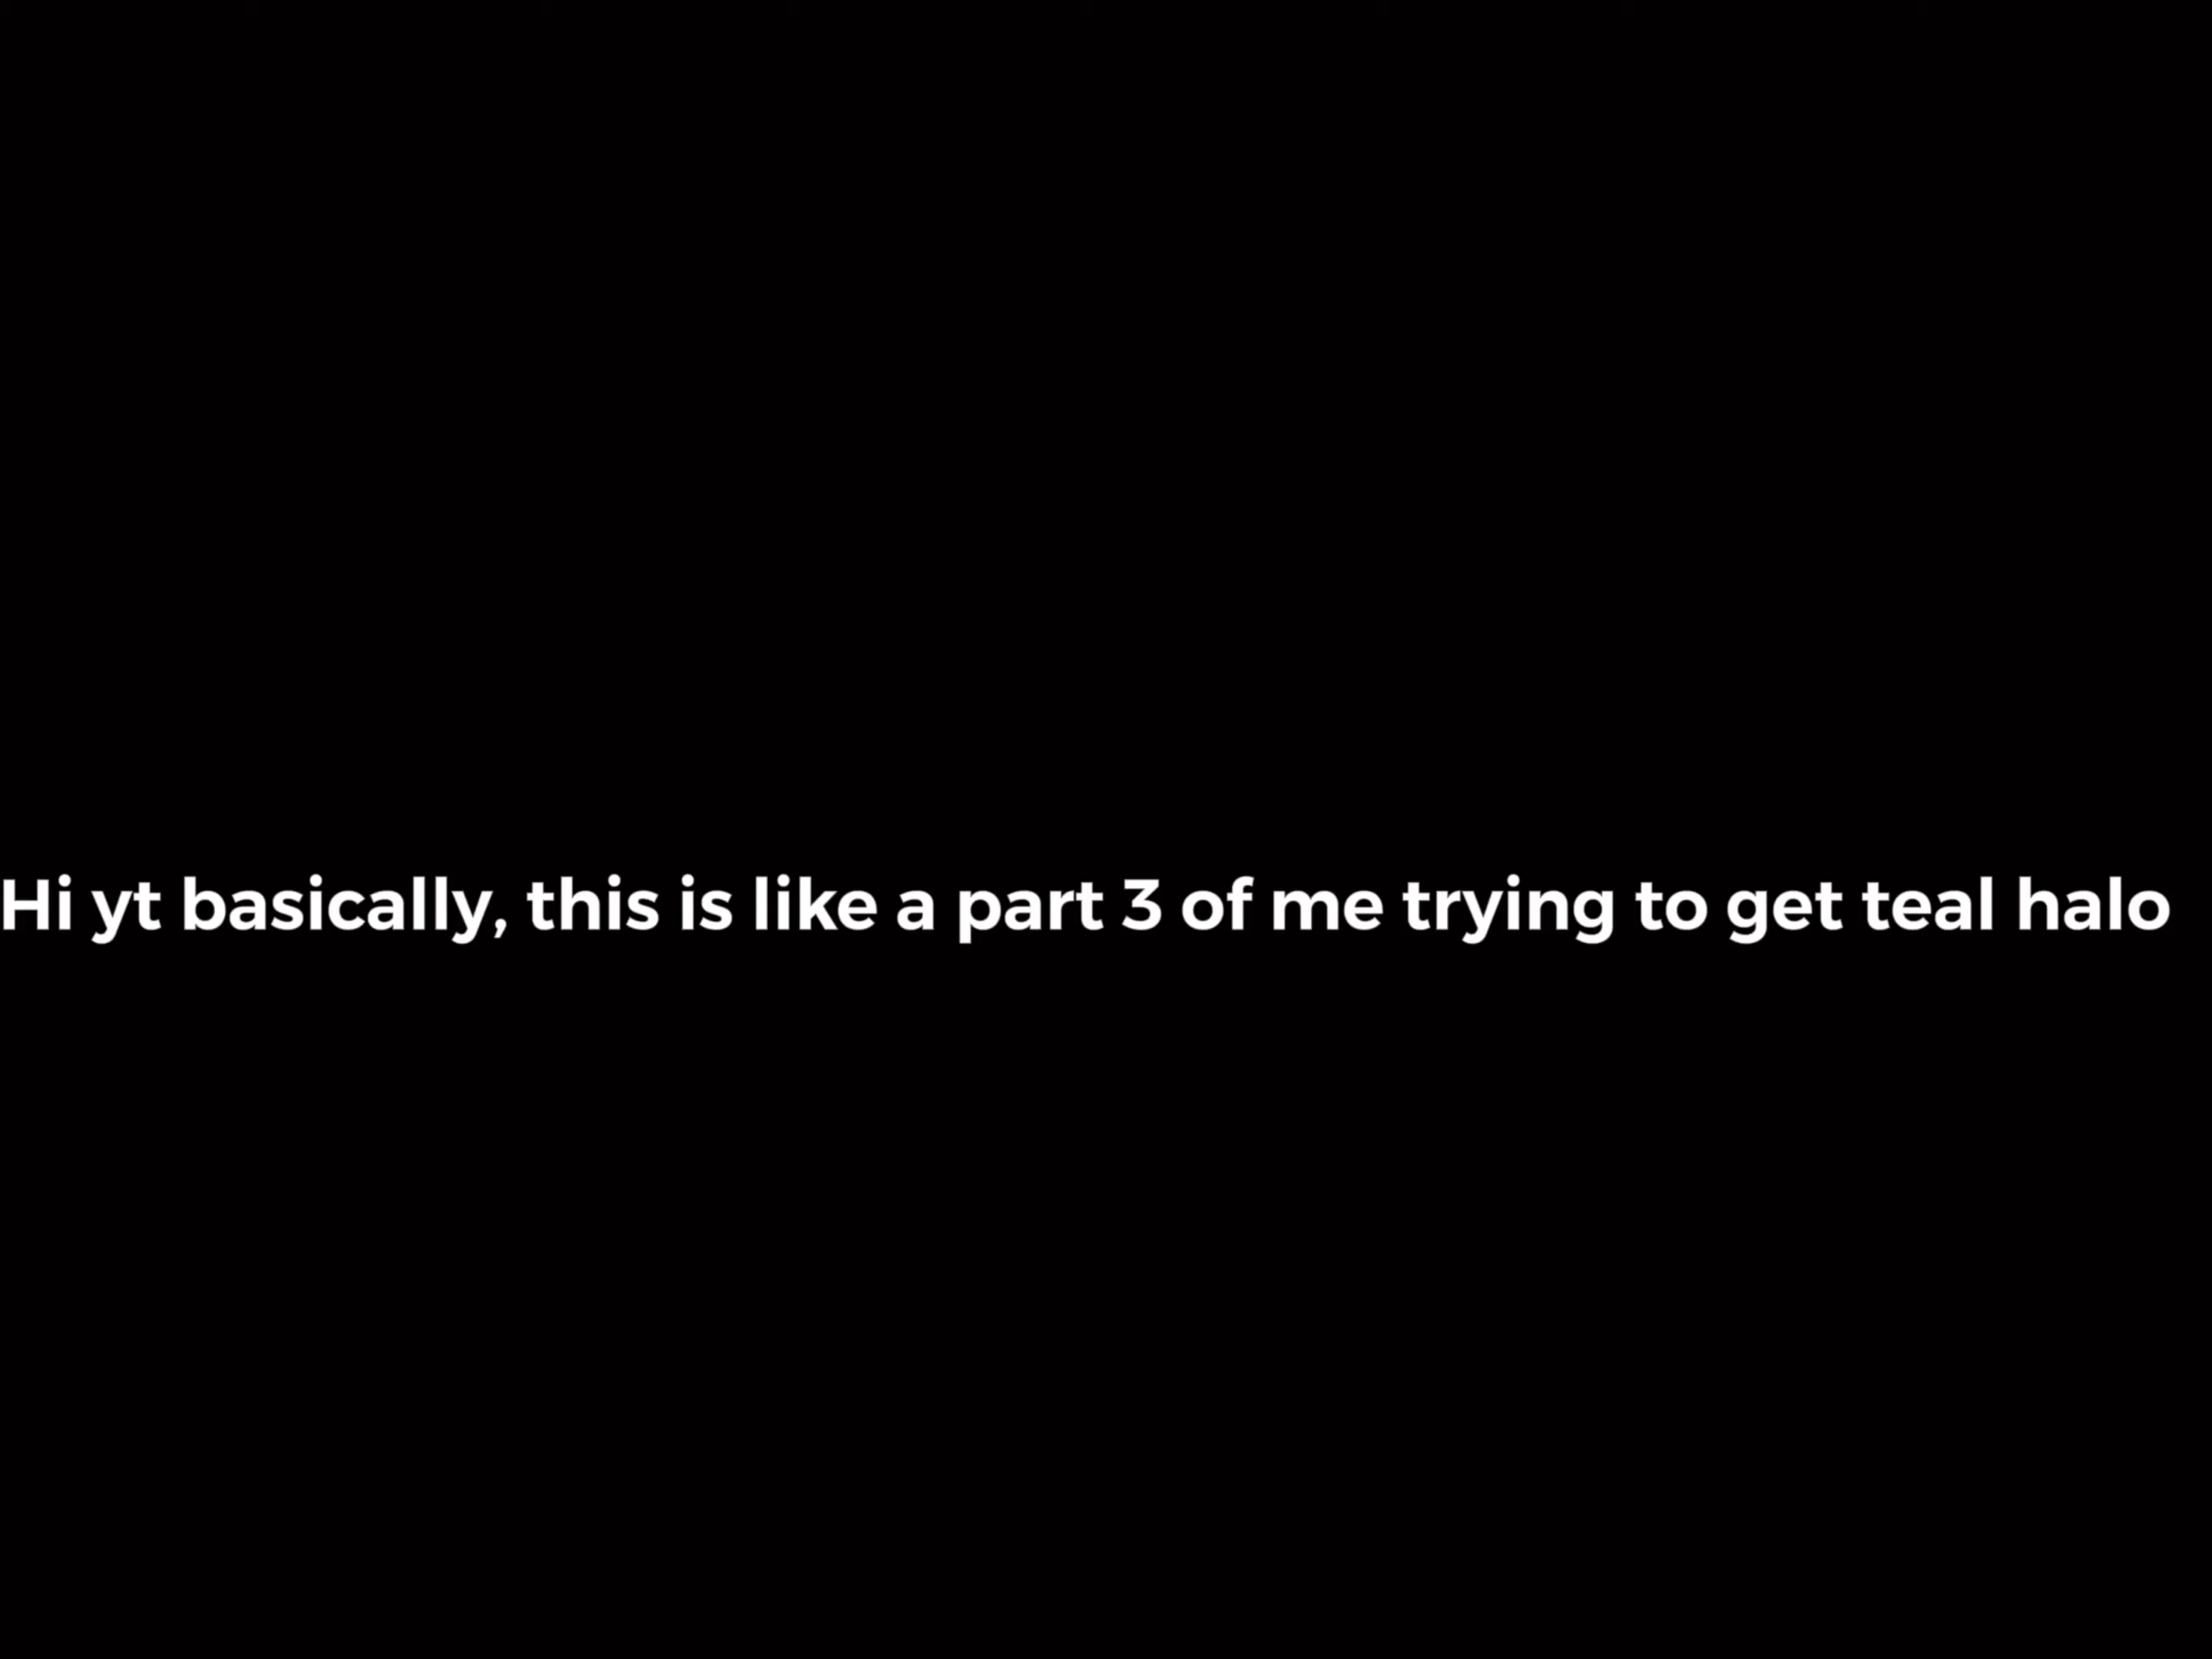 Hi yt basically, this is like a part 3 of me trying to get teal halo